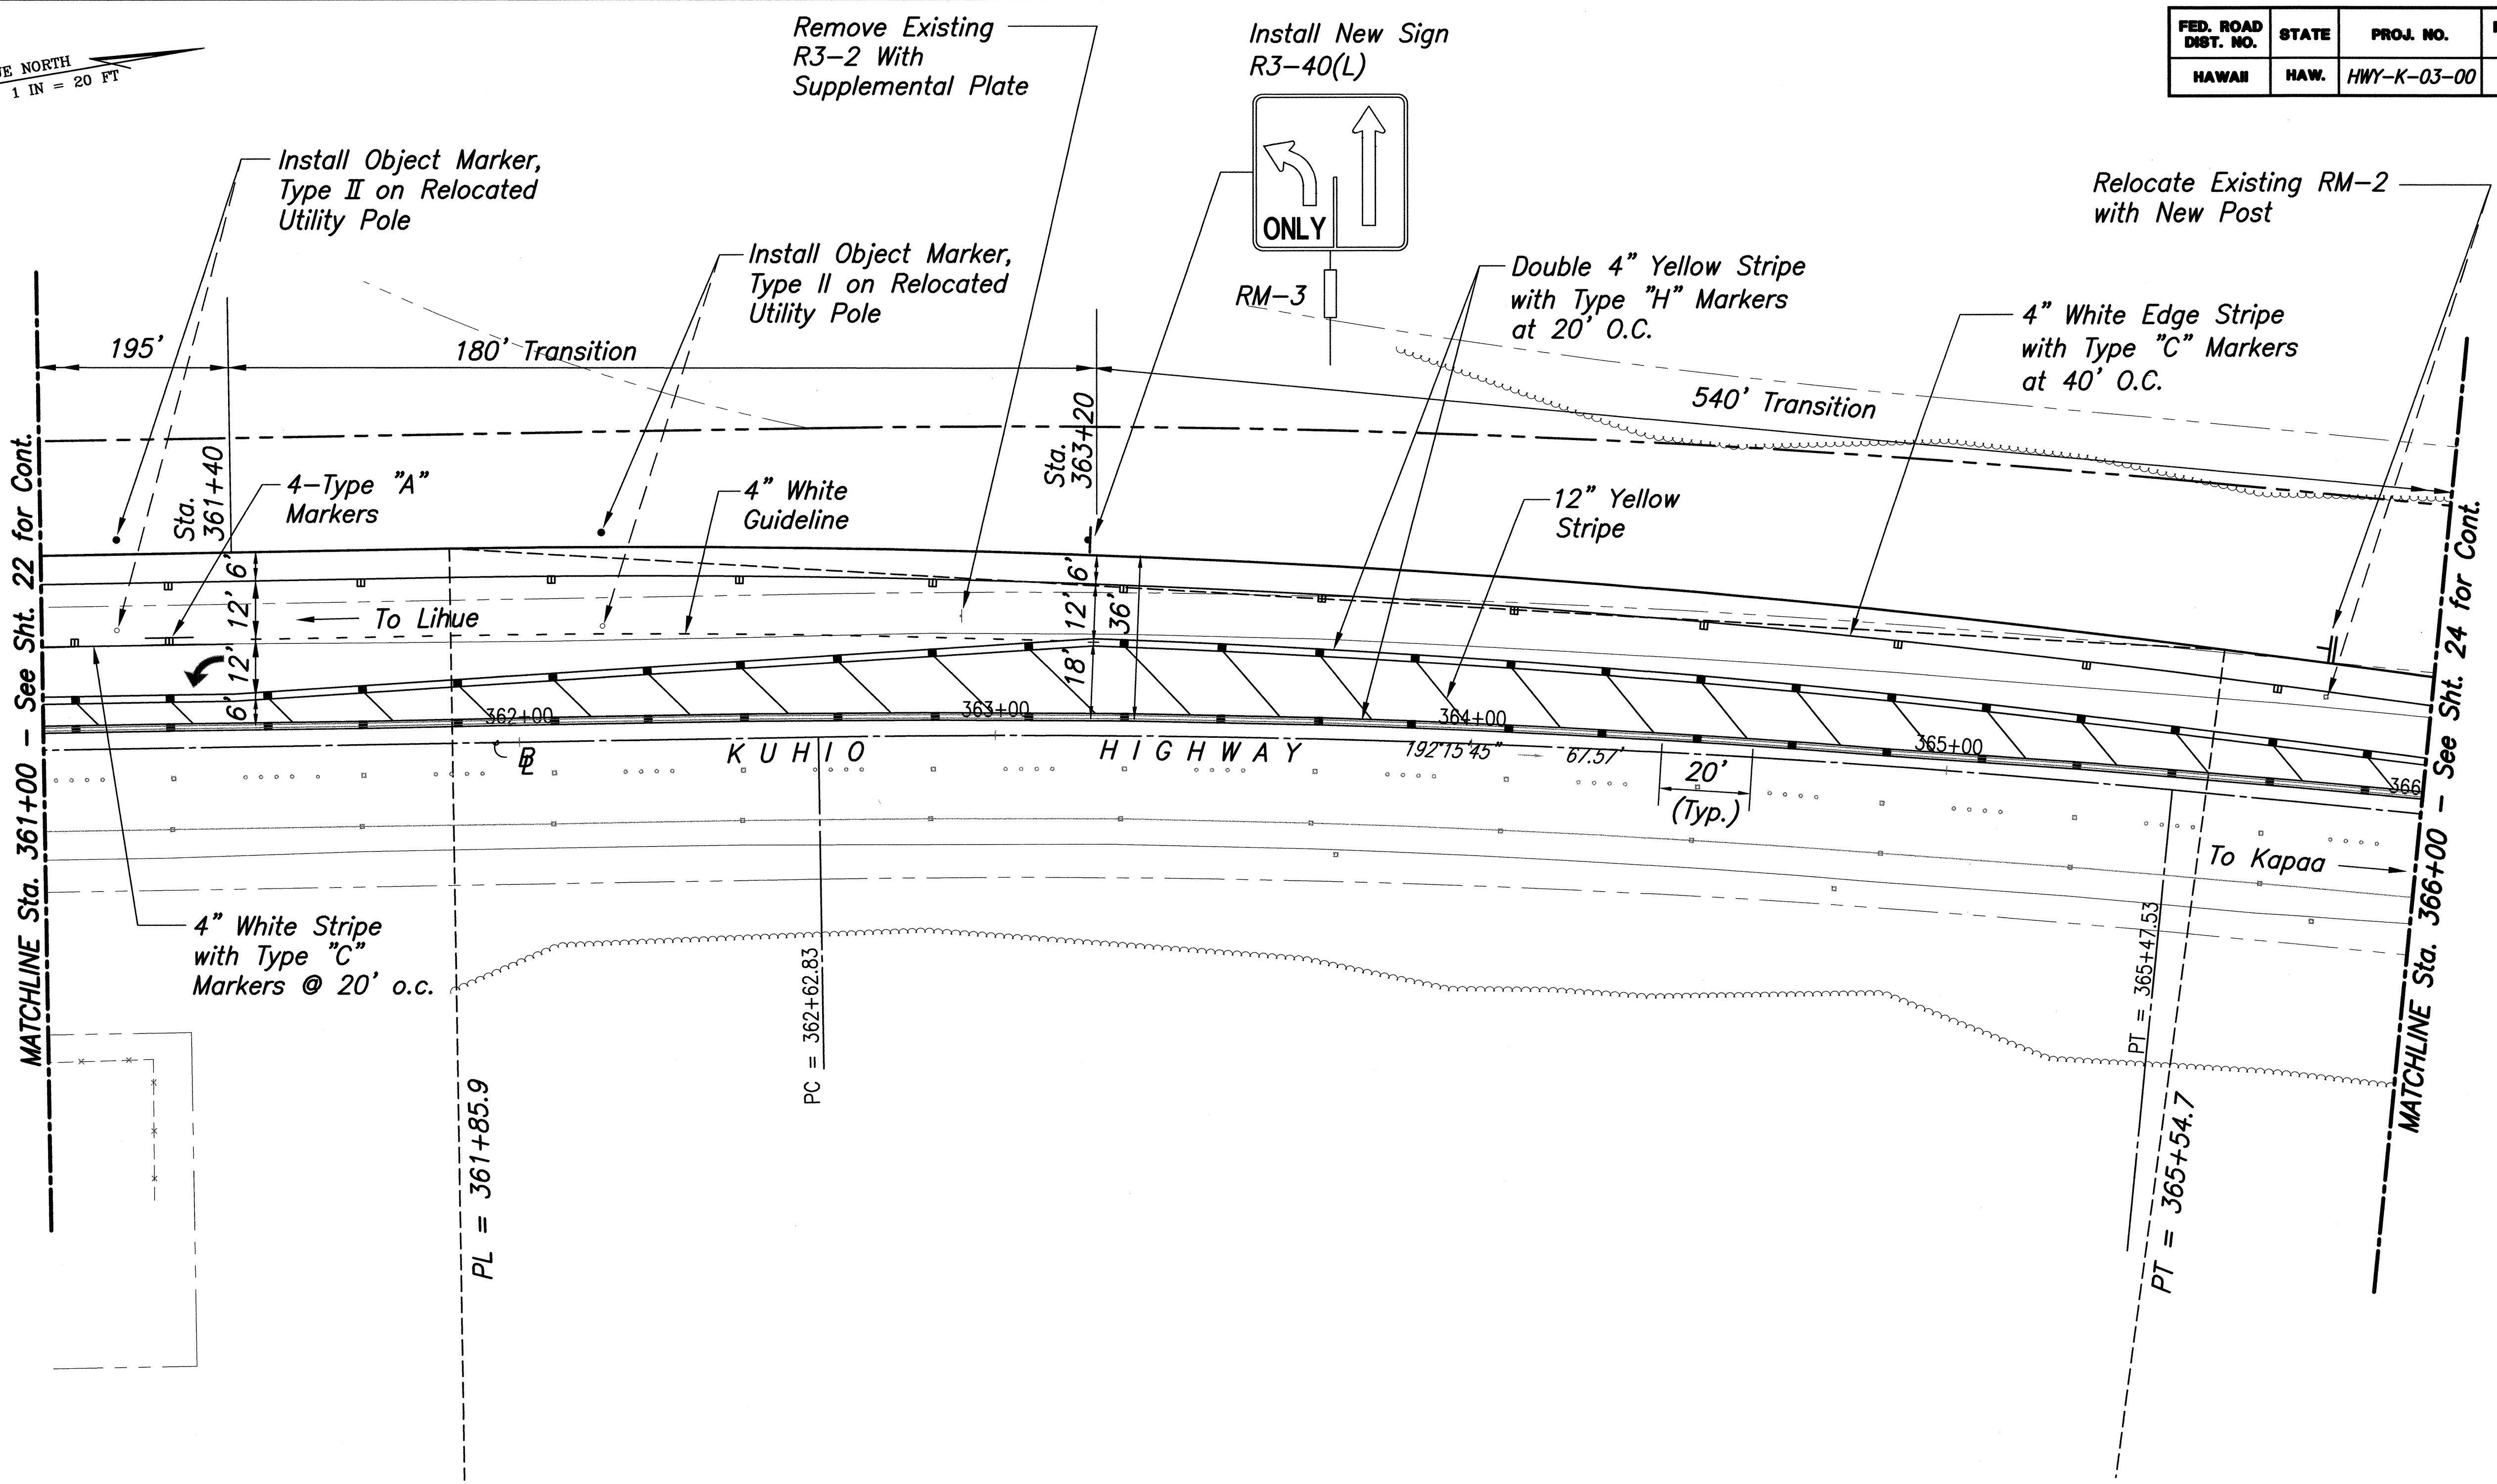 UE NORTH
1 IN = 20 FT
Remove Existing
R3-2 With
Supplemental Plate
Install New Sign
R3-40(L)
ONLY
RM-3
FED. ROAD DIST. NO.
STATE
PROJ. NO.
HAWAII
HAW.
HWY-K-03-00
Install Object Marker,
Type II on Relocated
Utility Pole
Install Object Marker,
Type II on Relocated
Utility Pole
Relocate Existing RM-2
with New Post
Double 4" Yellow Stripe
with Type "H" Markers
at 20' O.C.
4" White Edge Stripe
with Type "C" Markers
at 40' O.C.
195'
180' Transition
540' Transition
Sta.
361+40
Sta.
363+20
4-Type "A"
Markers
4" White
Guideline
12" Yellow
Stripe
6'
12'
12'
6'
To Lihue
6'
12'
36'
18'
362+00
363+00
364+00
365+00
366
KUHIO HIGHWAY
192°15'45"
67.57'
20'
(Typ.)
To Kapaa
4" White Stripe
with Type "C"
Markers @ 20' o.c.
PL = 361+85.9
PC = 362+62.83
PT = 365+47.53
PT = 365+54.7
MATCHLINE Sta. 361+00 - See Sht. 22 for Cont.
MATCHLINE Sta. 366+00 - See Sht. 24 for Cont.